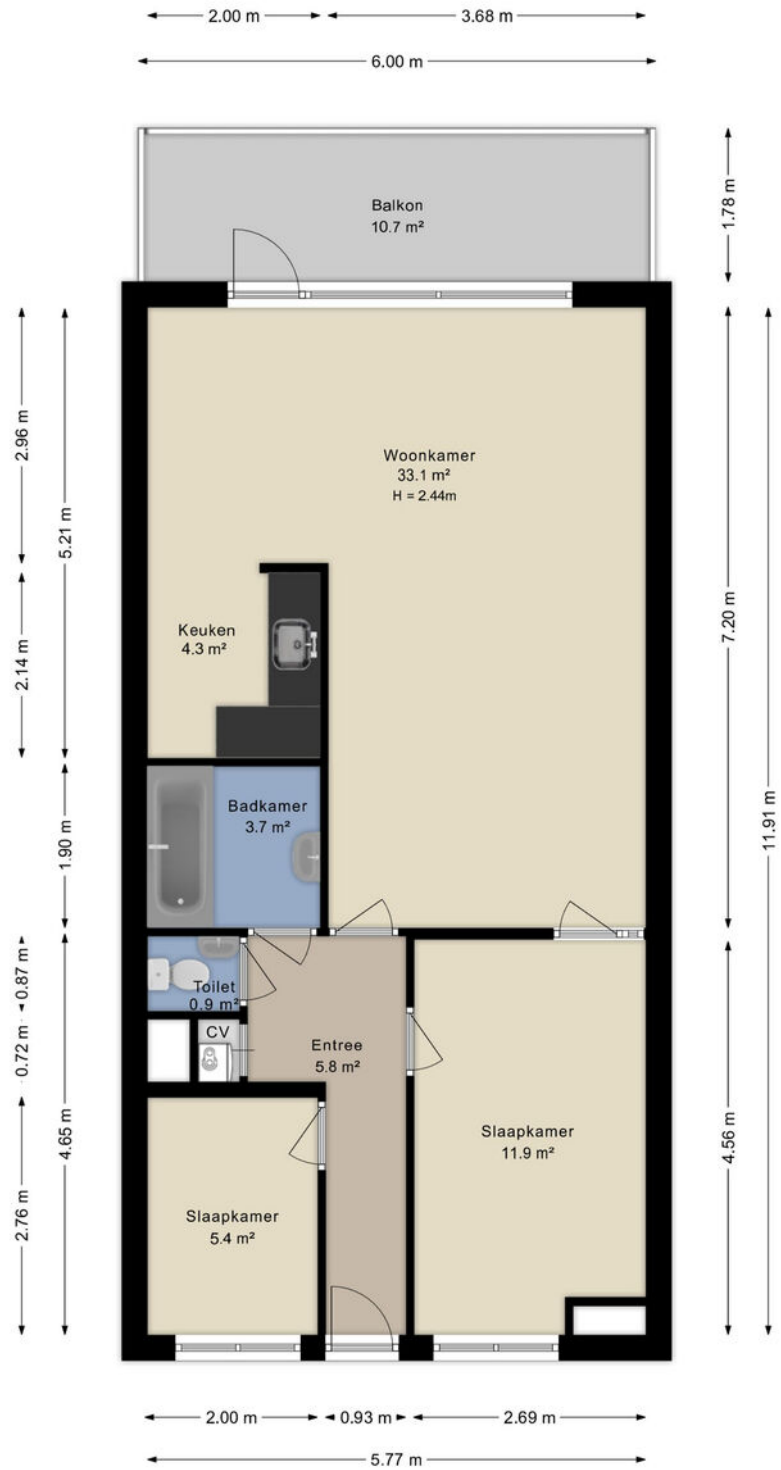 2.00 m
3.68 m
6.00 m
1.78 m
Balkon
10.7 m²
2.96 m
5.21 m
2.14 m
1.90 m
0.87 m
0.72 m
4.65 m
2.76 m
Woonkamer
33.1 m²
H = 2.44m
Keuken
4.3 m²
Badkamer
3.7 m²
Toilet
0.9 m²
CV
Entree
5.8 m²
Slaapkamer
11.9 m²
Slaapkamer
5.4 m²
7.20 m
11.91 m
4.56 m
2.00 m
0.93 m
2.69 m
5.77 m